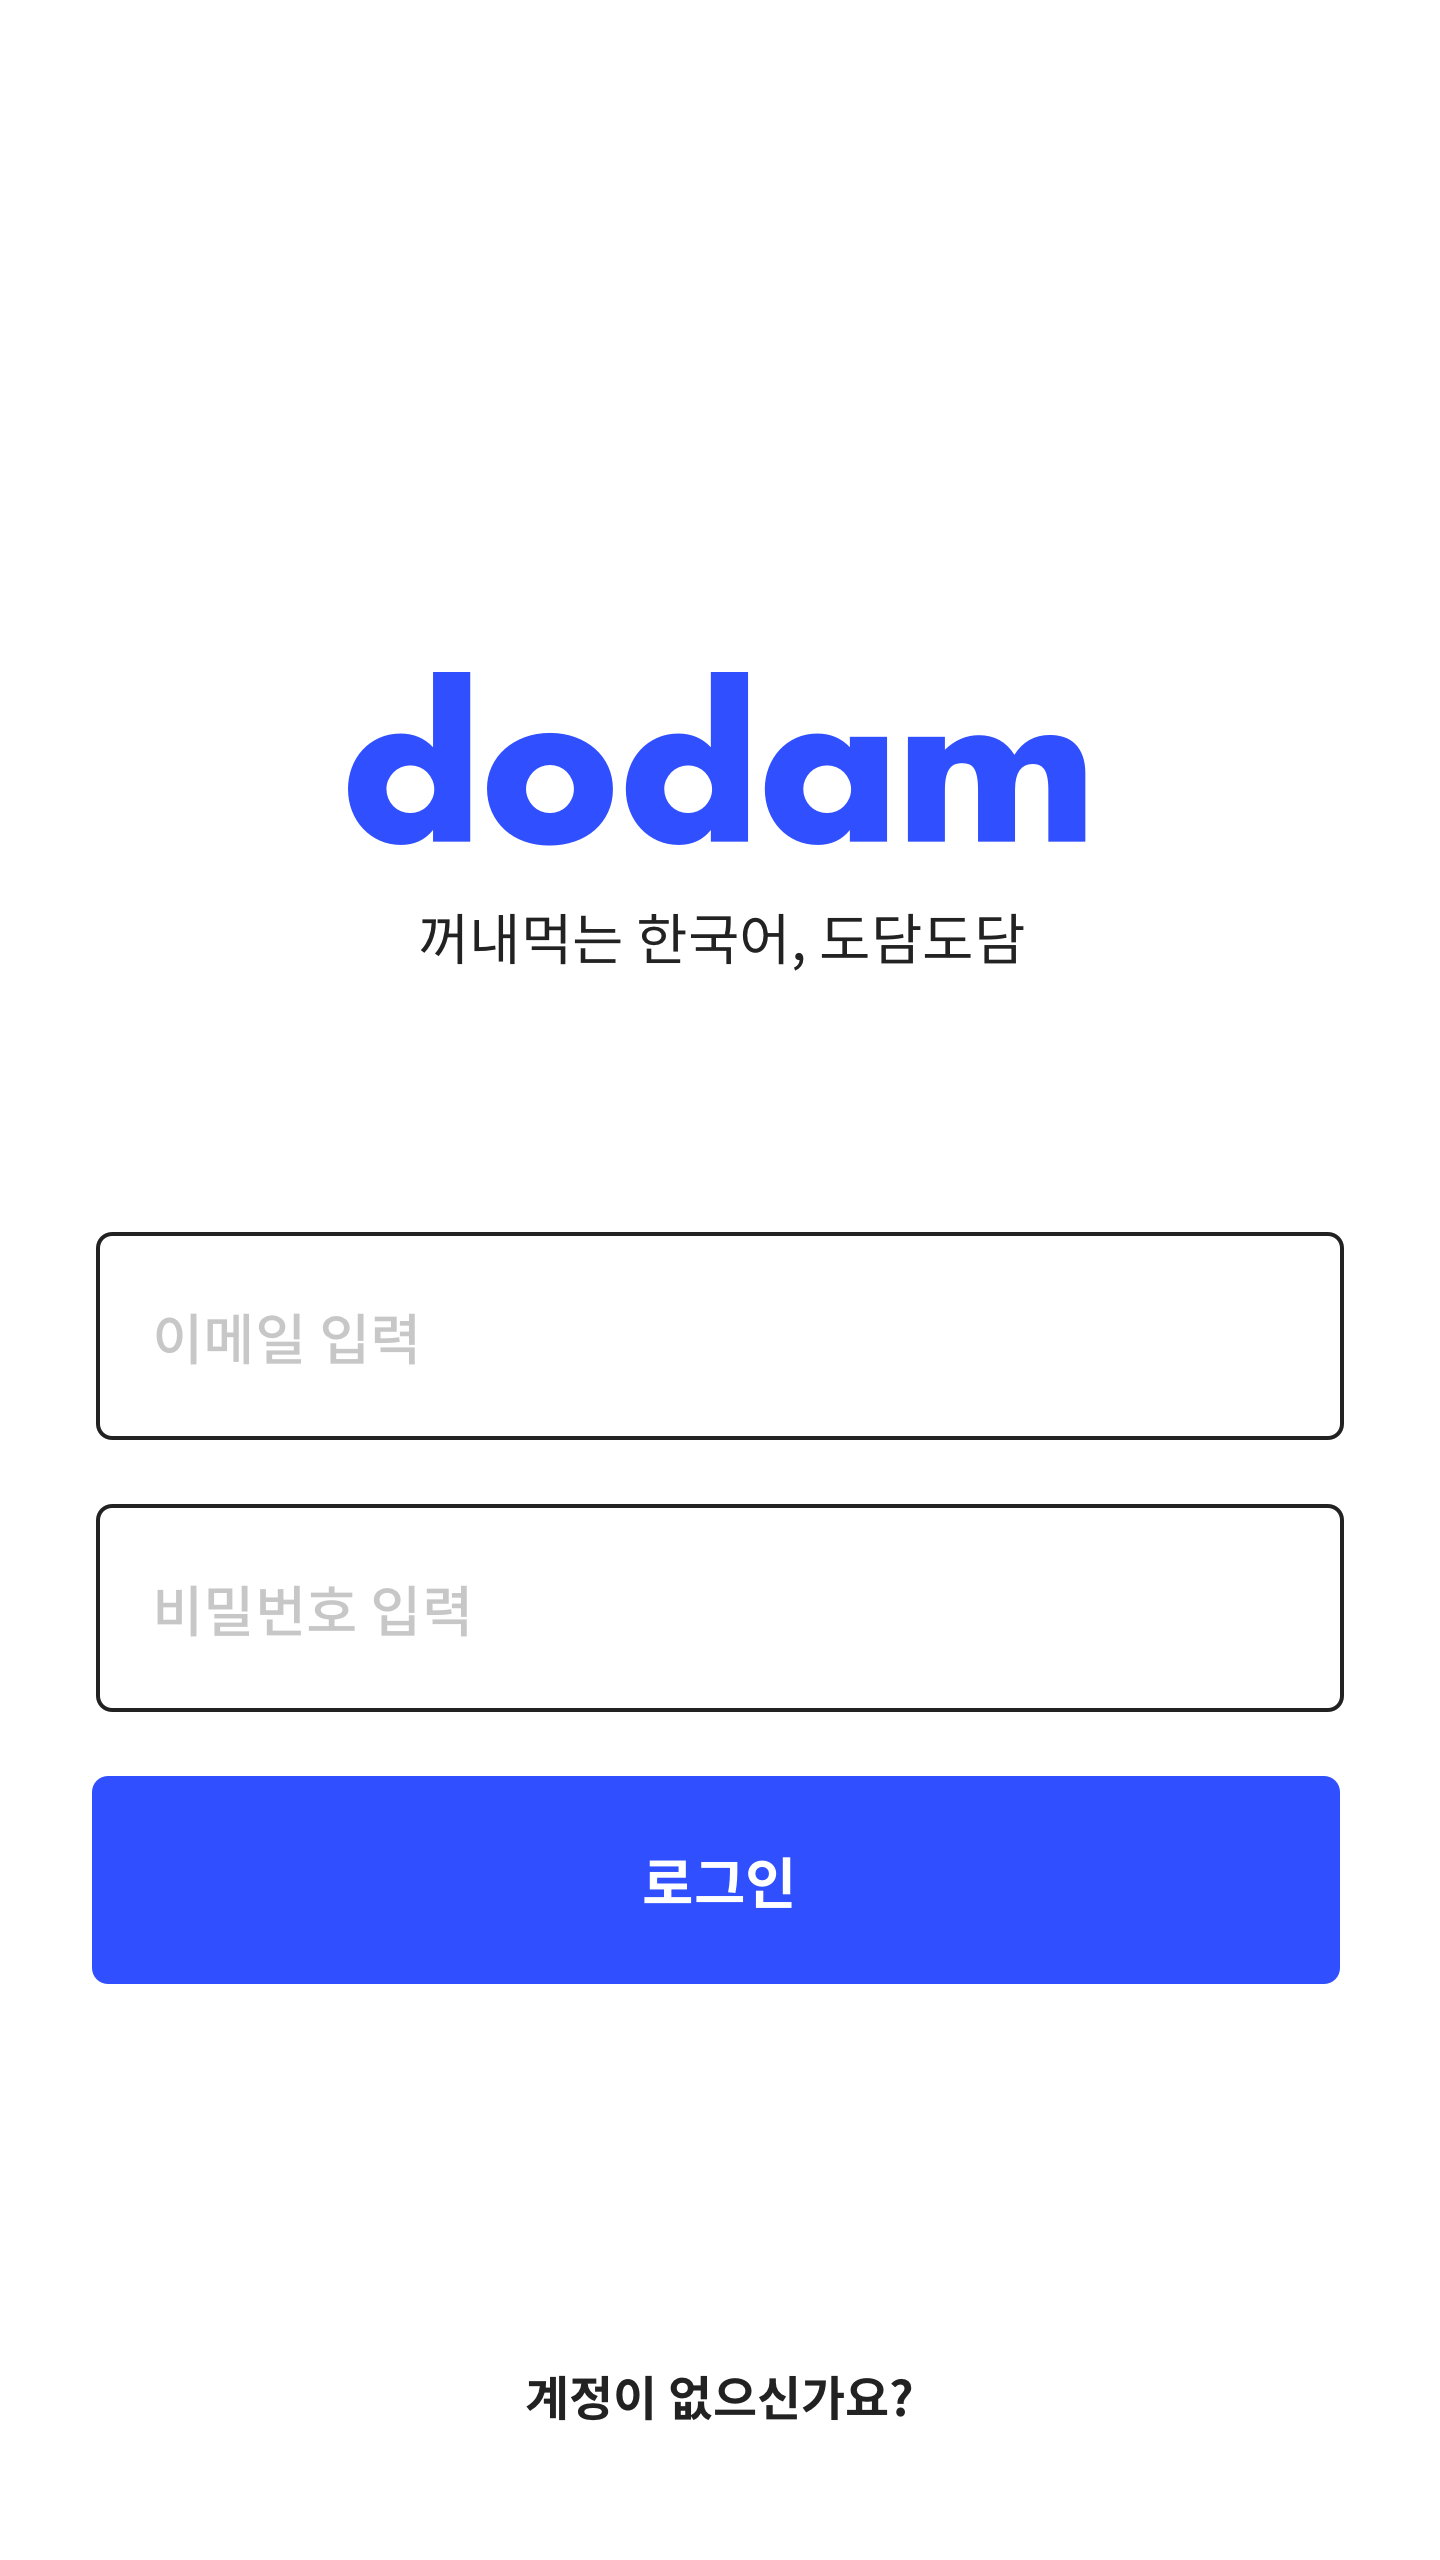 dodam
꺼내먹는 한국어, 도담도담
이메일 입력
비밀번호 입력
로그인
계정이 없으신가요?